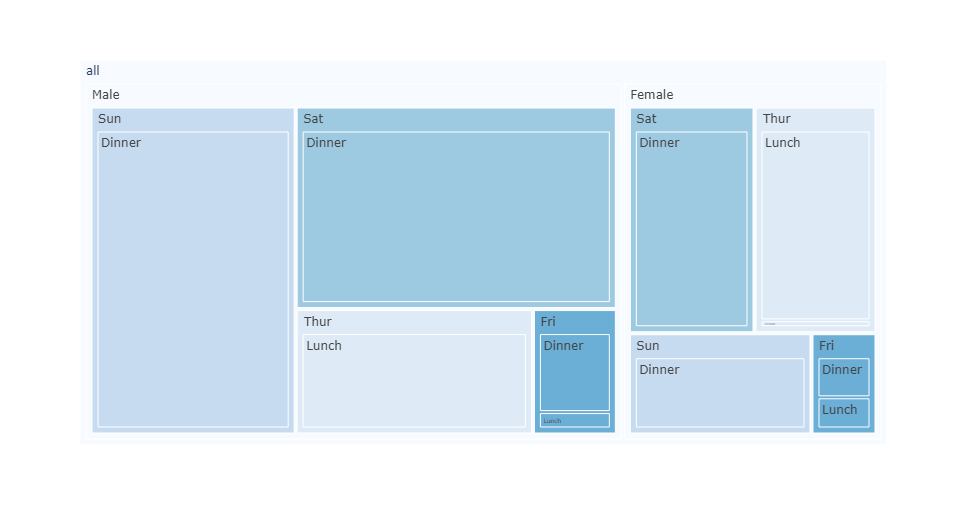 all
Male
Sun
Dinner
Sat
Dinner
Thur
Lunch
Fri
Dinner
Lunch
Female
Sat
Dinner
Thur
Lunch
Sun
Dinner
Fri
Dinner
Lunch